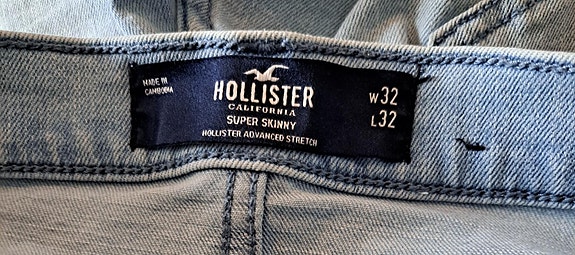 MADE IN
CAMBODIA
HOLLISTER
CALIFORNIA
SUPER SKINNY
HOLLISTER ADVANCED STRETCH
W32
L32